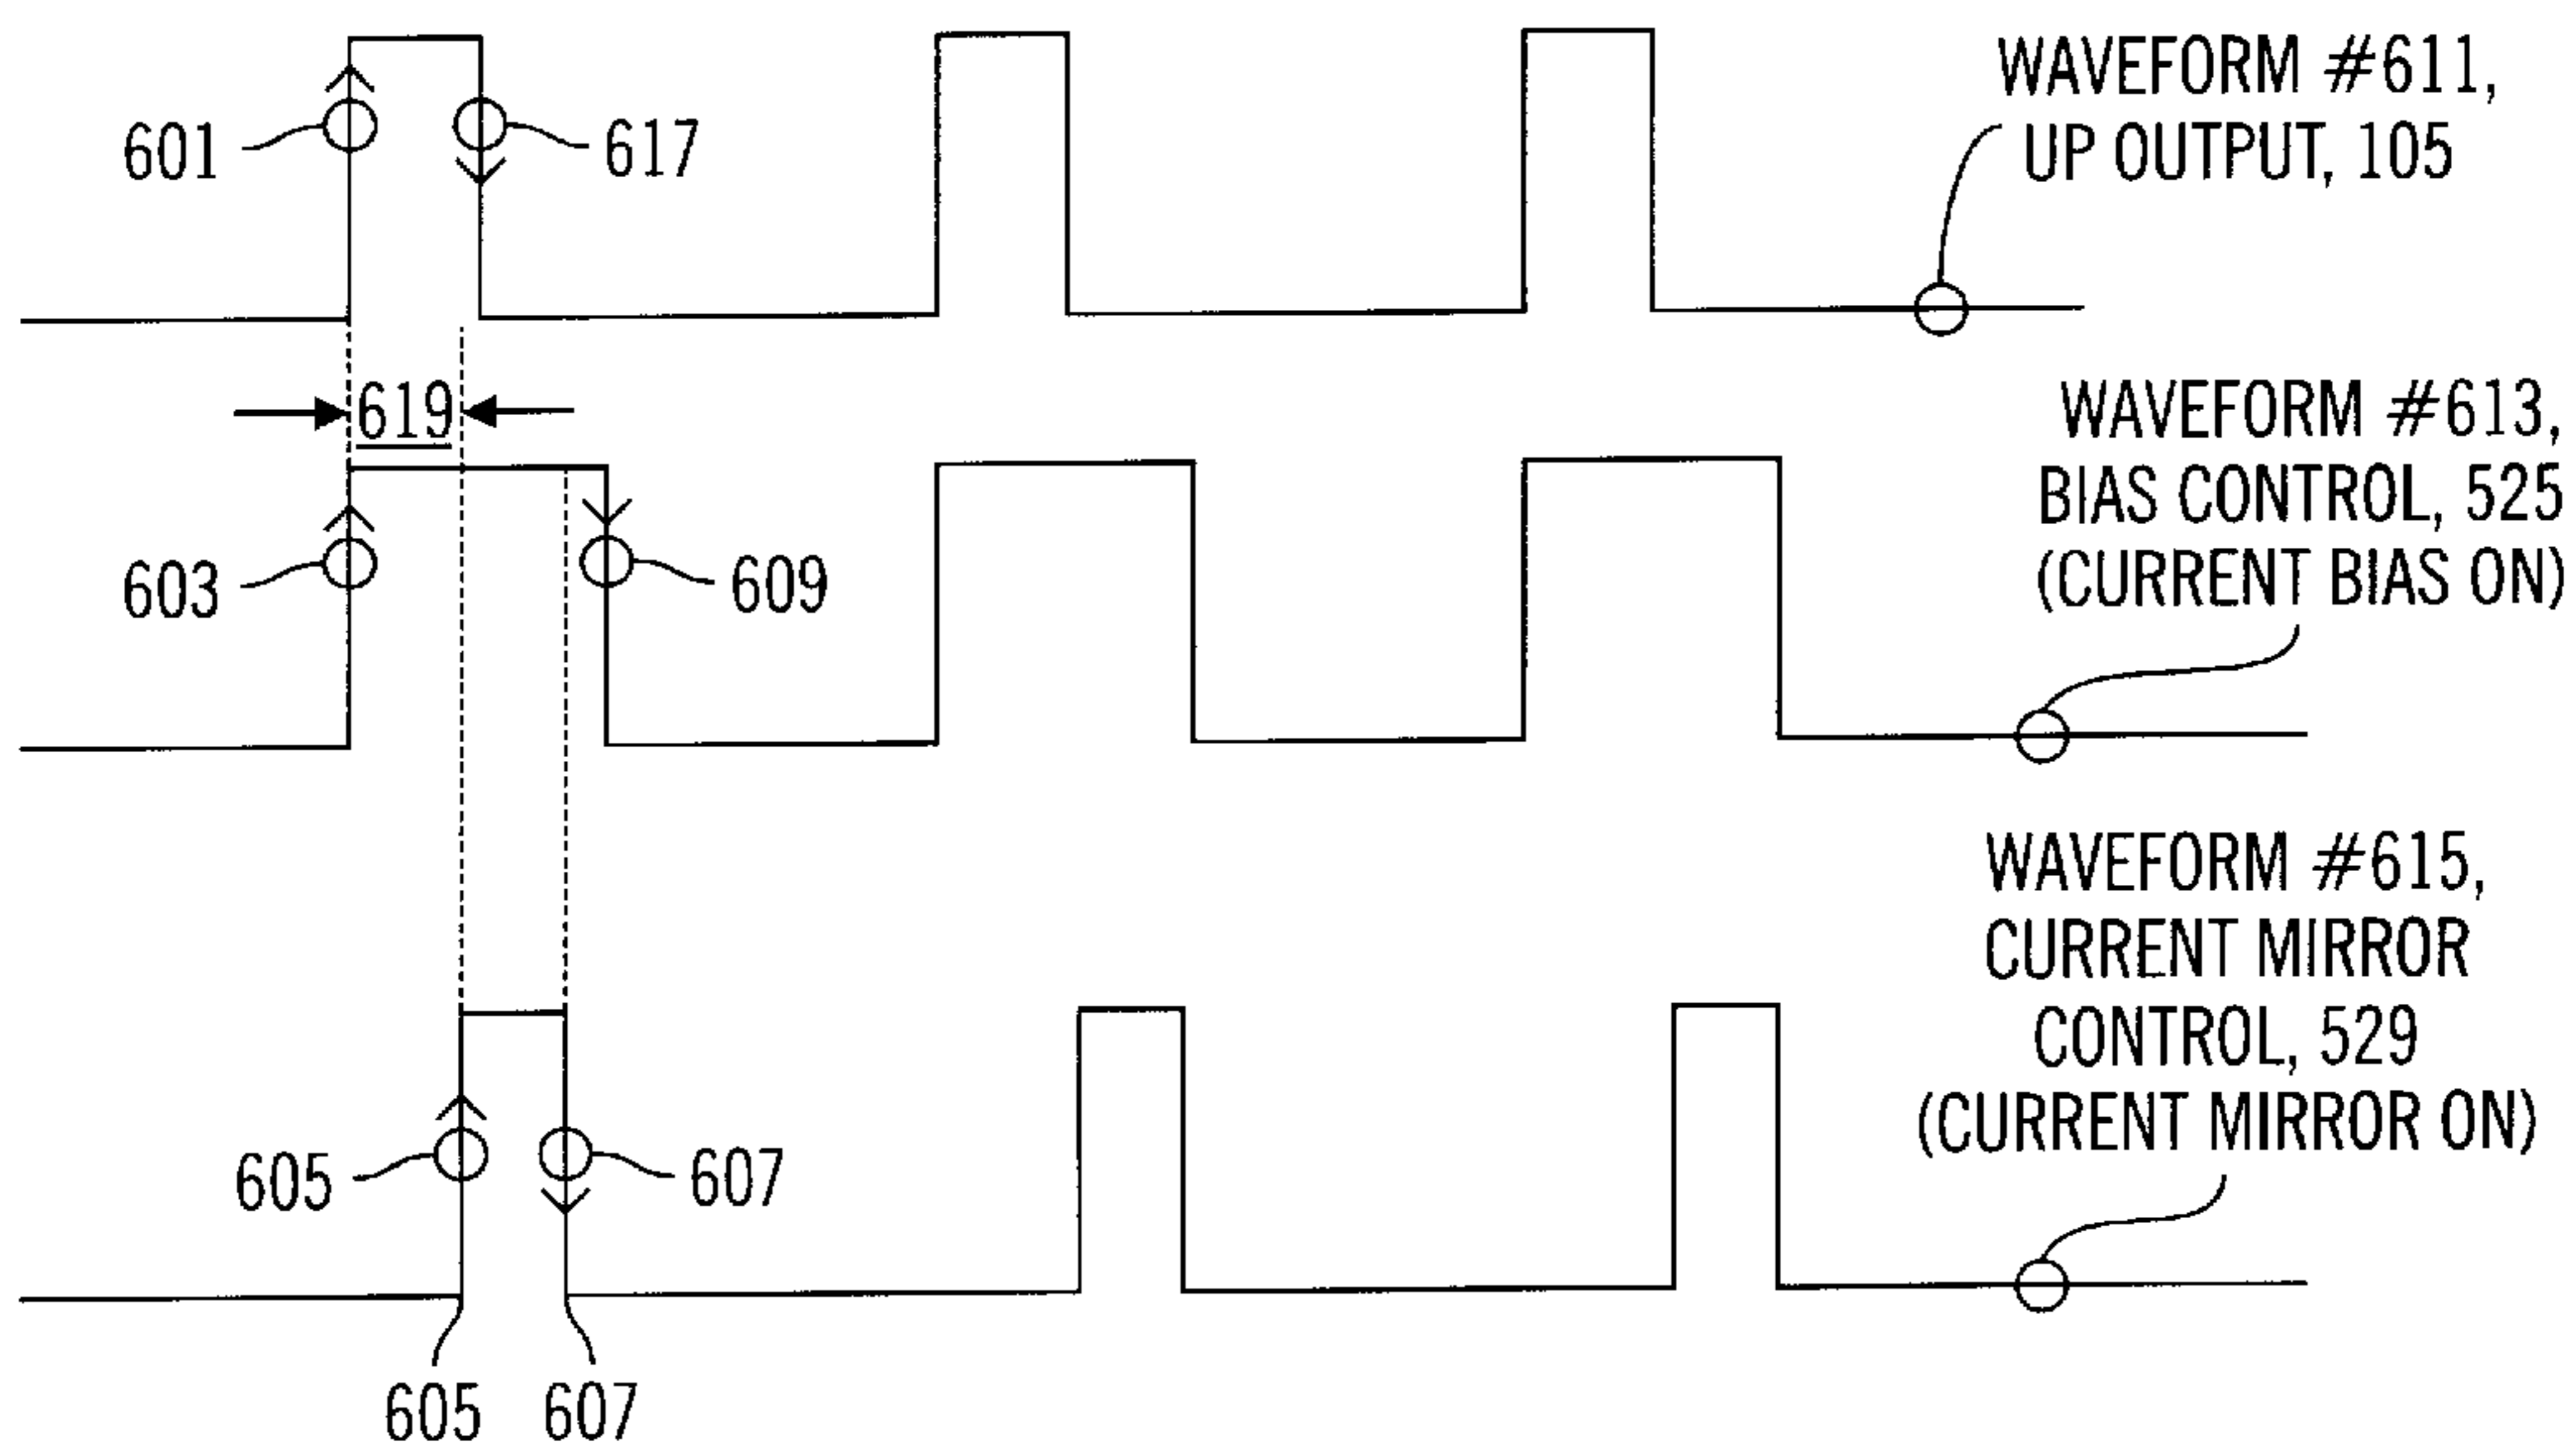 WAVEFORM #611,
UP OUTPUT, 105
601
617
619
WAVEFORM #613,
BIAS CONTROL, 525
(CURRENT BIAS ON)
603
609
WAVEFORM #615,
CURRENT MIRROR
CONTROL, 529
(CURRENT MIRROR ON)
605
607
605
607